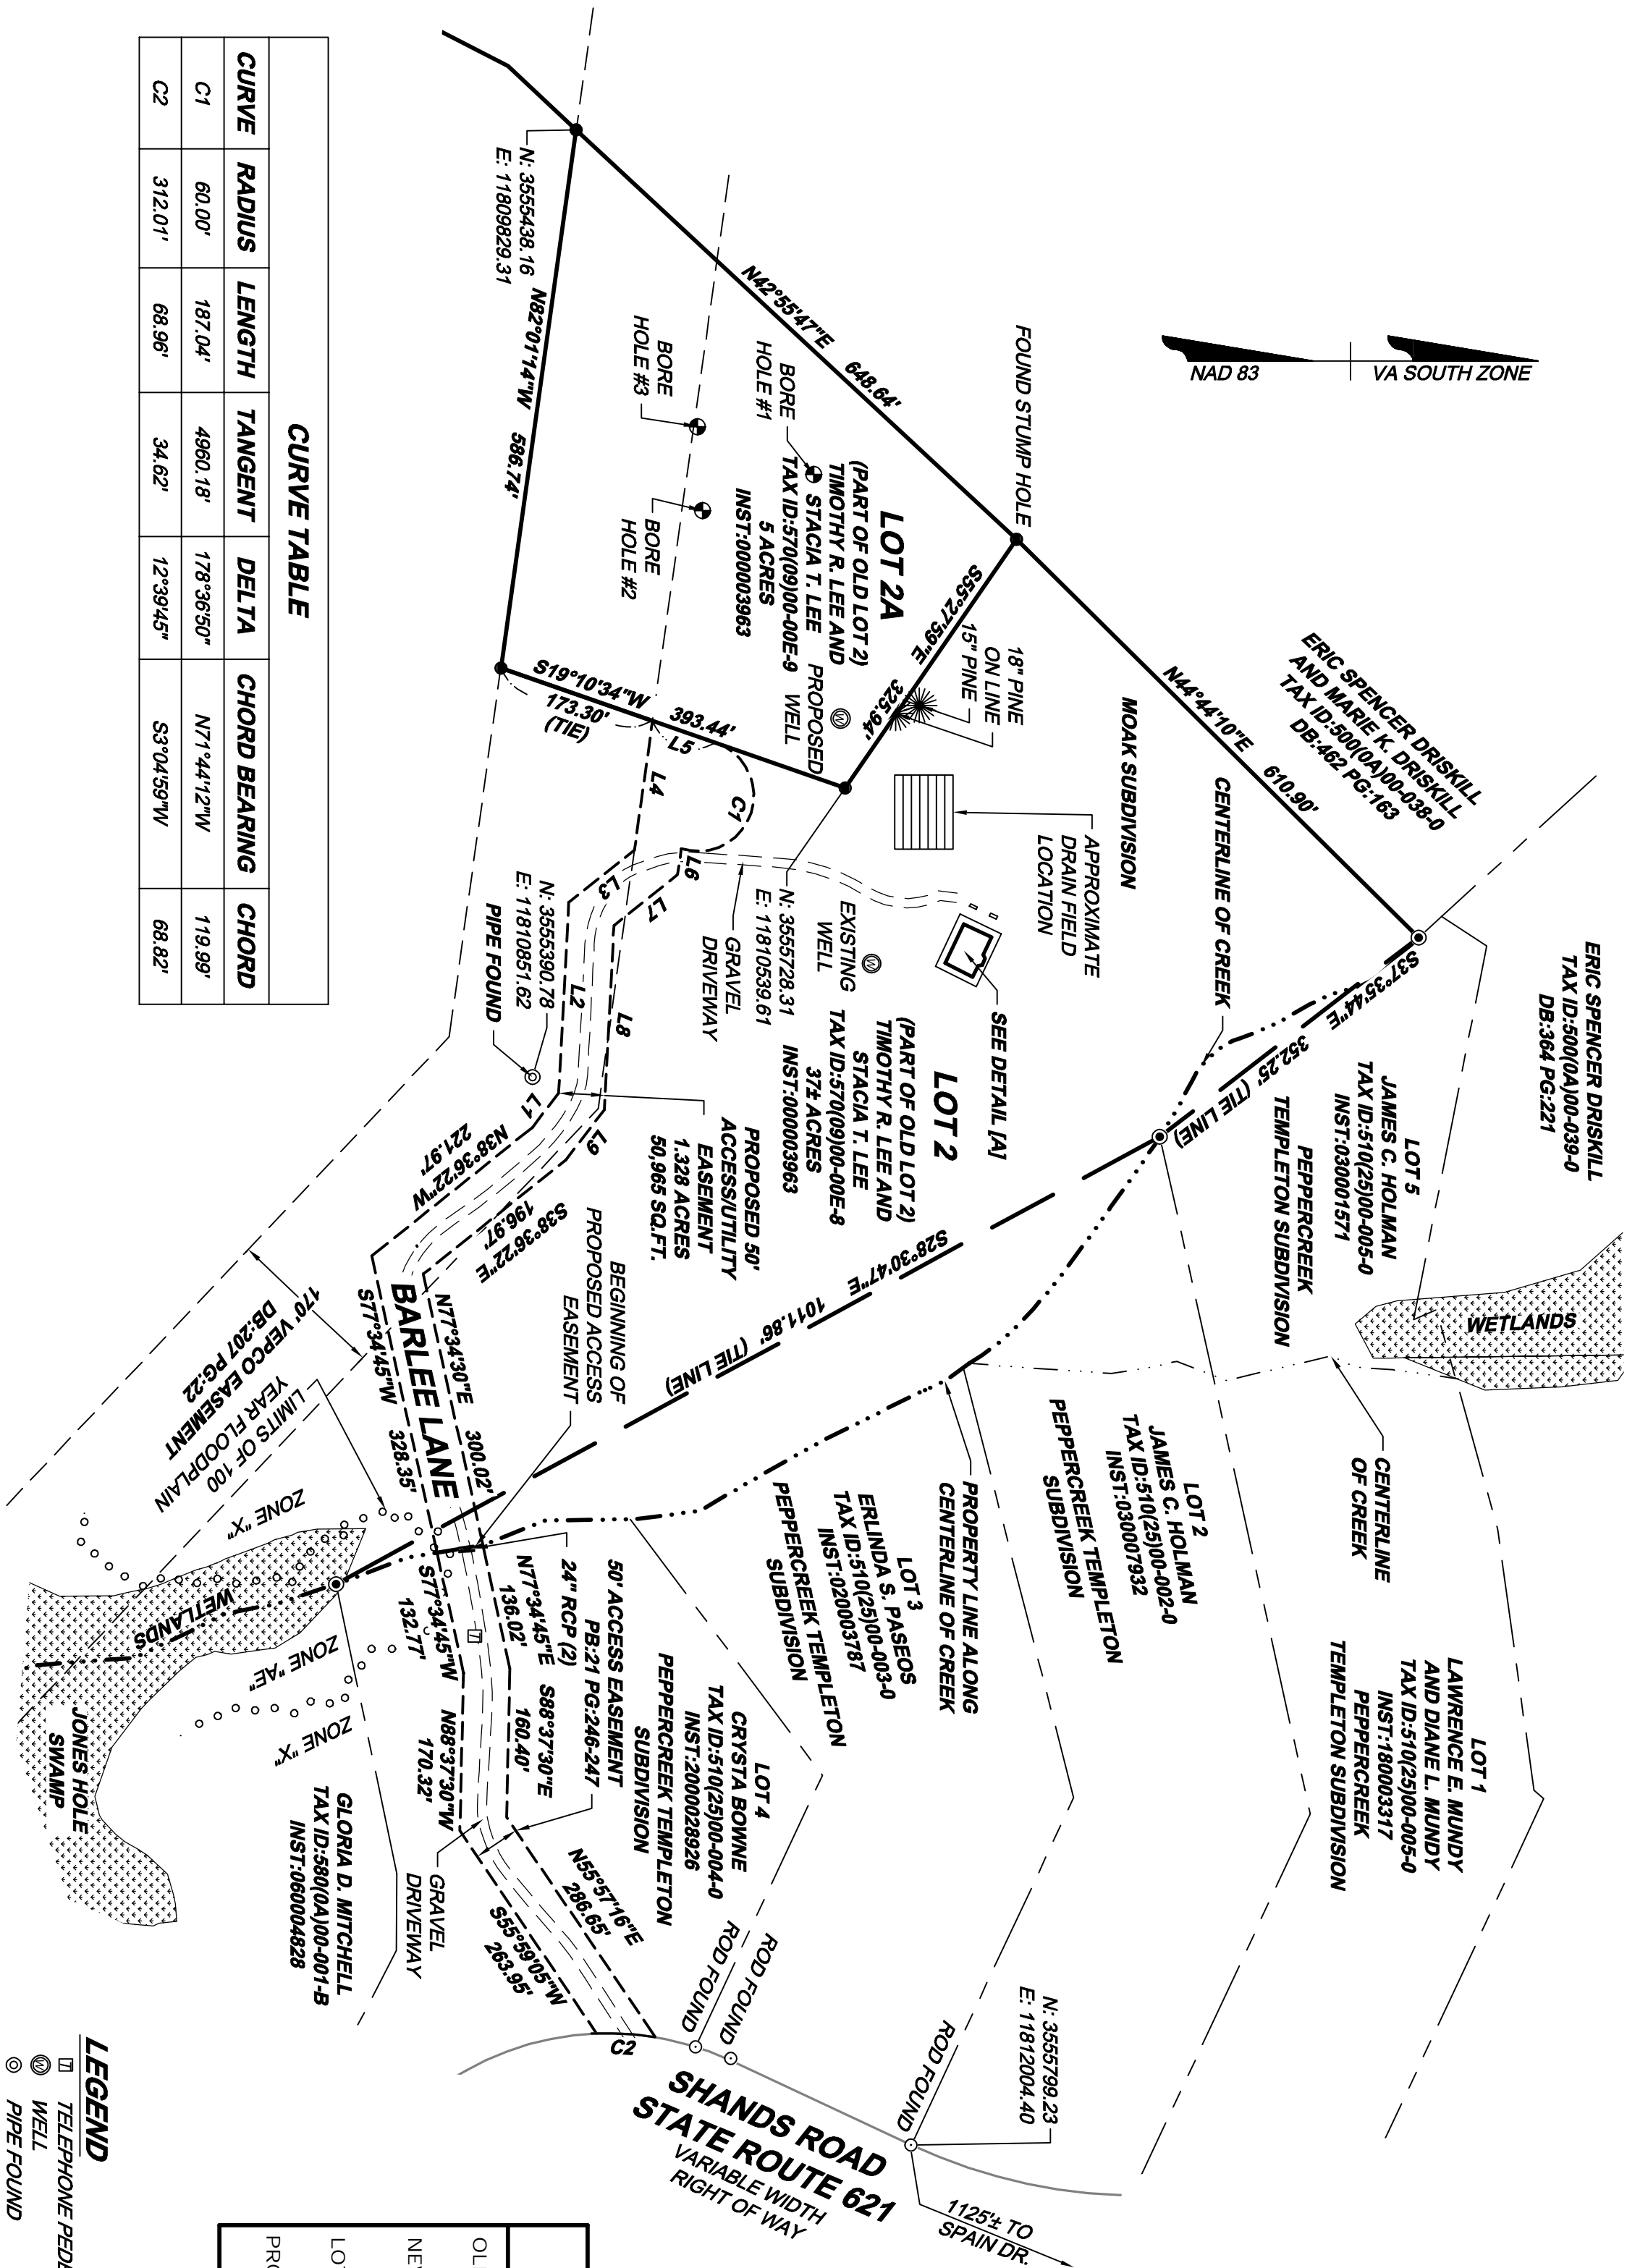 NAD 83
VA SOUTH ZONE
ERIC SPENCER DRISKILL
TAX ID:500(0A)00-039-0
DB:364 PG:221
ERIC SPENCER DRISKILL
AND MARIE K. DRISKILL
TAX ID:500(0A)00-038-0
DB:462 PG:163
N44°44'10"E 610.90'
S37°35'44"E
352.25' (TIE LINE)
LOT 5
JAMES C. HOLMAN
TAX ID:510(25)00-005-0
INST:030001571
PEPPERCREEK
TEMPLETON SUBDIVISION
WETLANDS
LOT 1
LAWRENCE E. MUNDY
AND DIANE L. MUNDY
TAX ID:510(25)00-005-0
INST:180003317
PEPPERCREEK
TEMPLETON SUBDIVISION
CENTERLINE
OF CREEK
CENTERLINE OF CREEK
MOAK SUBDIVISION
FOUND STUMP HOLE
N42°55'47"E 648.64'
S55°27'59"E
325.94'
18" PINE
ON LINE
15" PINE
APPROXIMATE
DRAIN FIELD
LOCATION
SEE DETAIL [A]
LOT 2
JAMES C. HOLMAN
TAX ID:510(25)00-002-0
INST:030007932
PEPPERCREEK TEMPLETON
SUBDIVISION
N: 3555799.23
E: 11812004.40
ROD FOUND
1125'± TO
SPAIN DR.
PROPERTY LINE ALONG
CENTERLINE OF CREEK
S28°30'47"E 1011.86' (TIE LINE)
LOT 2
(PART OF OLD LOT 2)
TIMOTHY R. LEE AND
STACIA T. LEE
TAX ID:570(09)00-00E-8
37± ACRES
INST:000003963
LOT 2A
(PART OF OLD LOT 2)
TIMOTHY R. LEE AND
STACIA T. LEE
TAX ID:570(09)00-00E-9
5 ACRES
INST:000003963
PROPOSED
WELL
BORE
HOLE #1
BORE
HOLE #2
BORE
HOLE #3
EXISTING
WELL
N: 3555728.31
E: 11810539.61
GRAVEL
DRIVEWAY
LOT 3
ERLINDA S. PASEOS
TAX ID:510(25)00-003-0
INST:020003787
PEPPERCREEK TEMPLETON
SUBDIVISION
LOT 4
CRYSTA BOWNE
TAX ID:510(25)00-004-0
INST:2000028926
PEPPERCREEK TEMPLETON
SUBDIVISION
ROD FOUND
ROD FOUND
SHANDS ROAD
STATE ROUTE 621
VARIABLE WIDTH
RIGHT OF WAY
PROPOSED 50'
ACCESS/UTILITY
EASEMENT
1.328 ACRES
50,965 SQ.FT.
BEGINNING OF
PROPOSED ACCESS
EASEMENT
50' ACCESS EASEMENT
PB:21 PG:246-247
24" RCP (2)
N77°34'45"E
136.02'
S88°37'30"E
160.40'
N55°57'16"E
286.65'
S55°59'05"W
263.95'
C2
S77°34'45"W
132.77'
N88°37'30"W
170.32'
GRAVEL
DRIVEWAY
N: 3555438.16
E: 11809829.31
N82°01'14"W 586.74'
S19°10'34"W 393.44'
173.30'
(TIE)
L5
L4
C1
L6
L3
L7
L2
L8
L1
L9
N: 3555390.78
E: 11810851.62
PIPE FOUND
N38°36'22"W
221.97'
S38°36'22"E
196.97'
N77°34'30"E 300.02'
BARLEE LANE
S77°34'45"W 328.35'
170' VEPCO EASEMENT
DB:207 PG:22
LIMITS OF 100
YEAR FLOODPLAIN
ZONE "X"
WETLANDS
ZONE "AE"
ZONE "X"
JONES HOLE
SWAMP
GLORIA D. MITCHELL
TAX ID:580(0A)00-001-B
INST:060004828
CURVE TABLE
CURVE RADIUS LENGTH TANGENT DELTA CHORD BEARING CHORD
C1 60.00' 187.04' 4960.18' 178°36'50" N71°44'12"W 119.99'
C2 312.01' 68.96' 34.62' 12°39'45" S3°04'59"W 68.82'
LEGEND
T TELEPHONE PEDE
W WELL
PIPE FOUND
OL
NE
LO
PRO